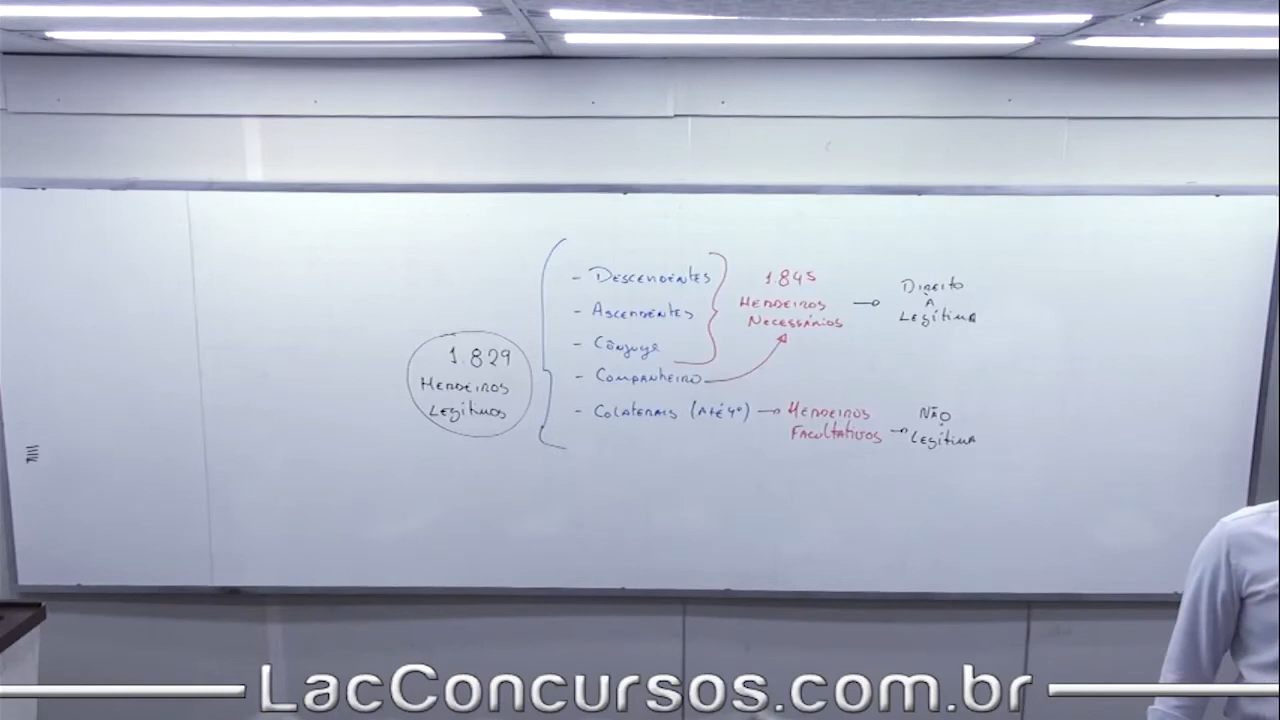 1.829
Herdeiros
Legítimos
- Descendentes
- Ascendentes
- Cônjuge
- Companheiro
- Colaterais (até 4º)
1.845
Herdeiros
Necessários
Direito
À
Legítima
Herdeiros
Facultativos
Não
Legítima
LacConcursos.com.br